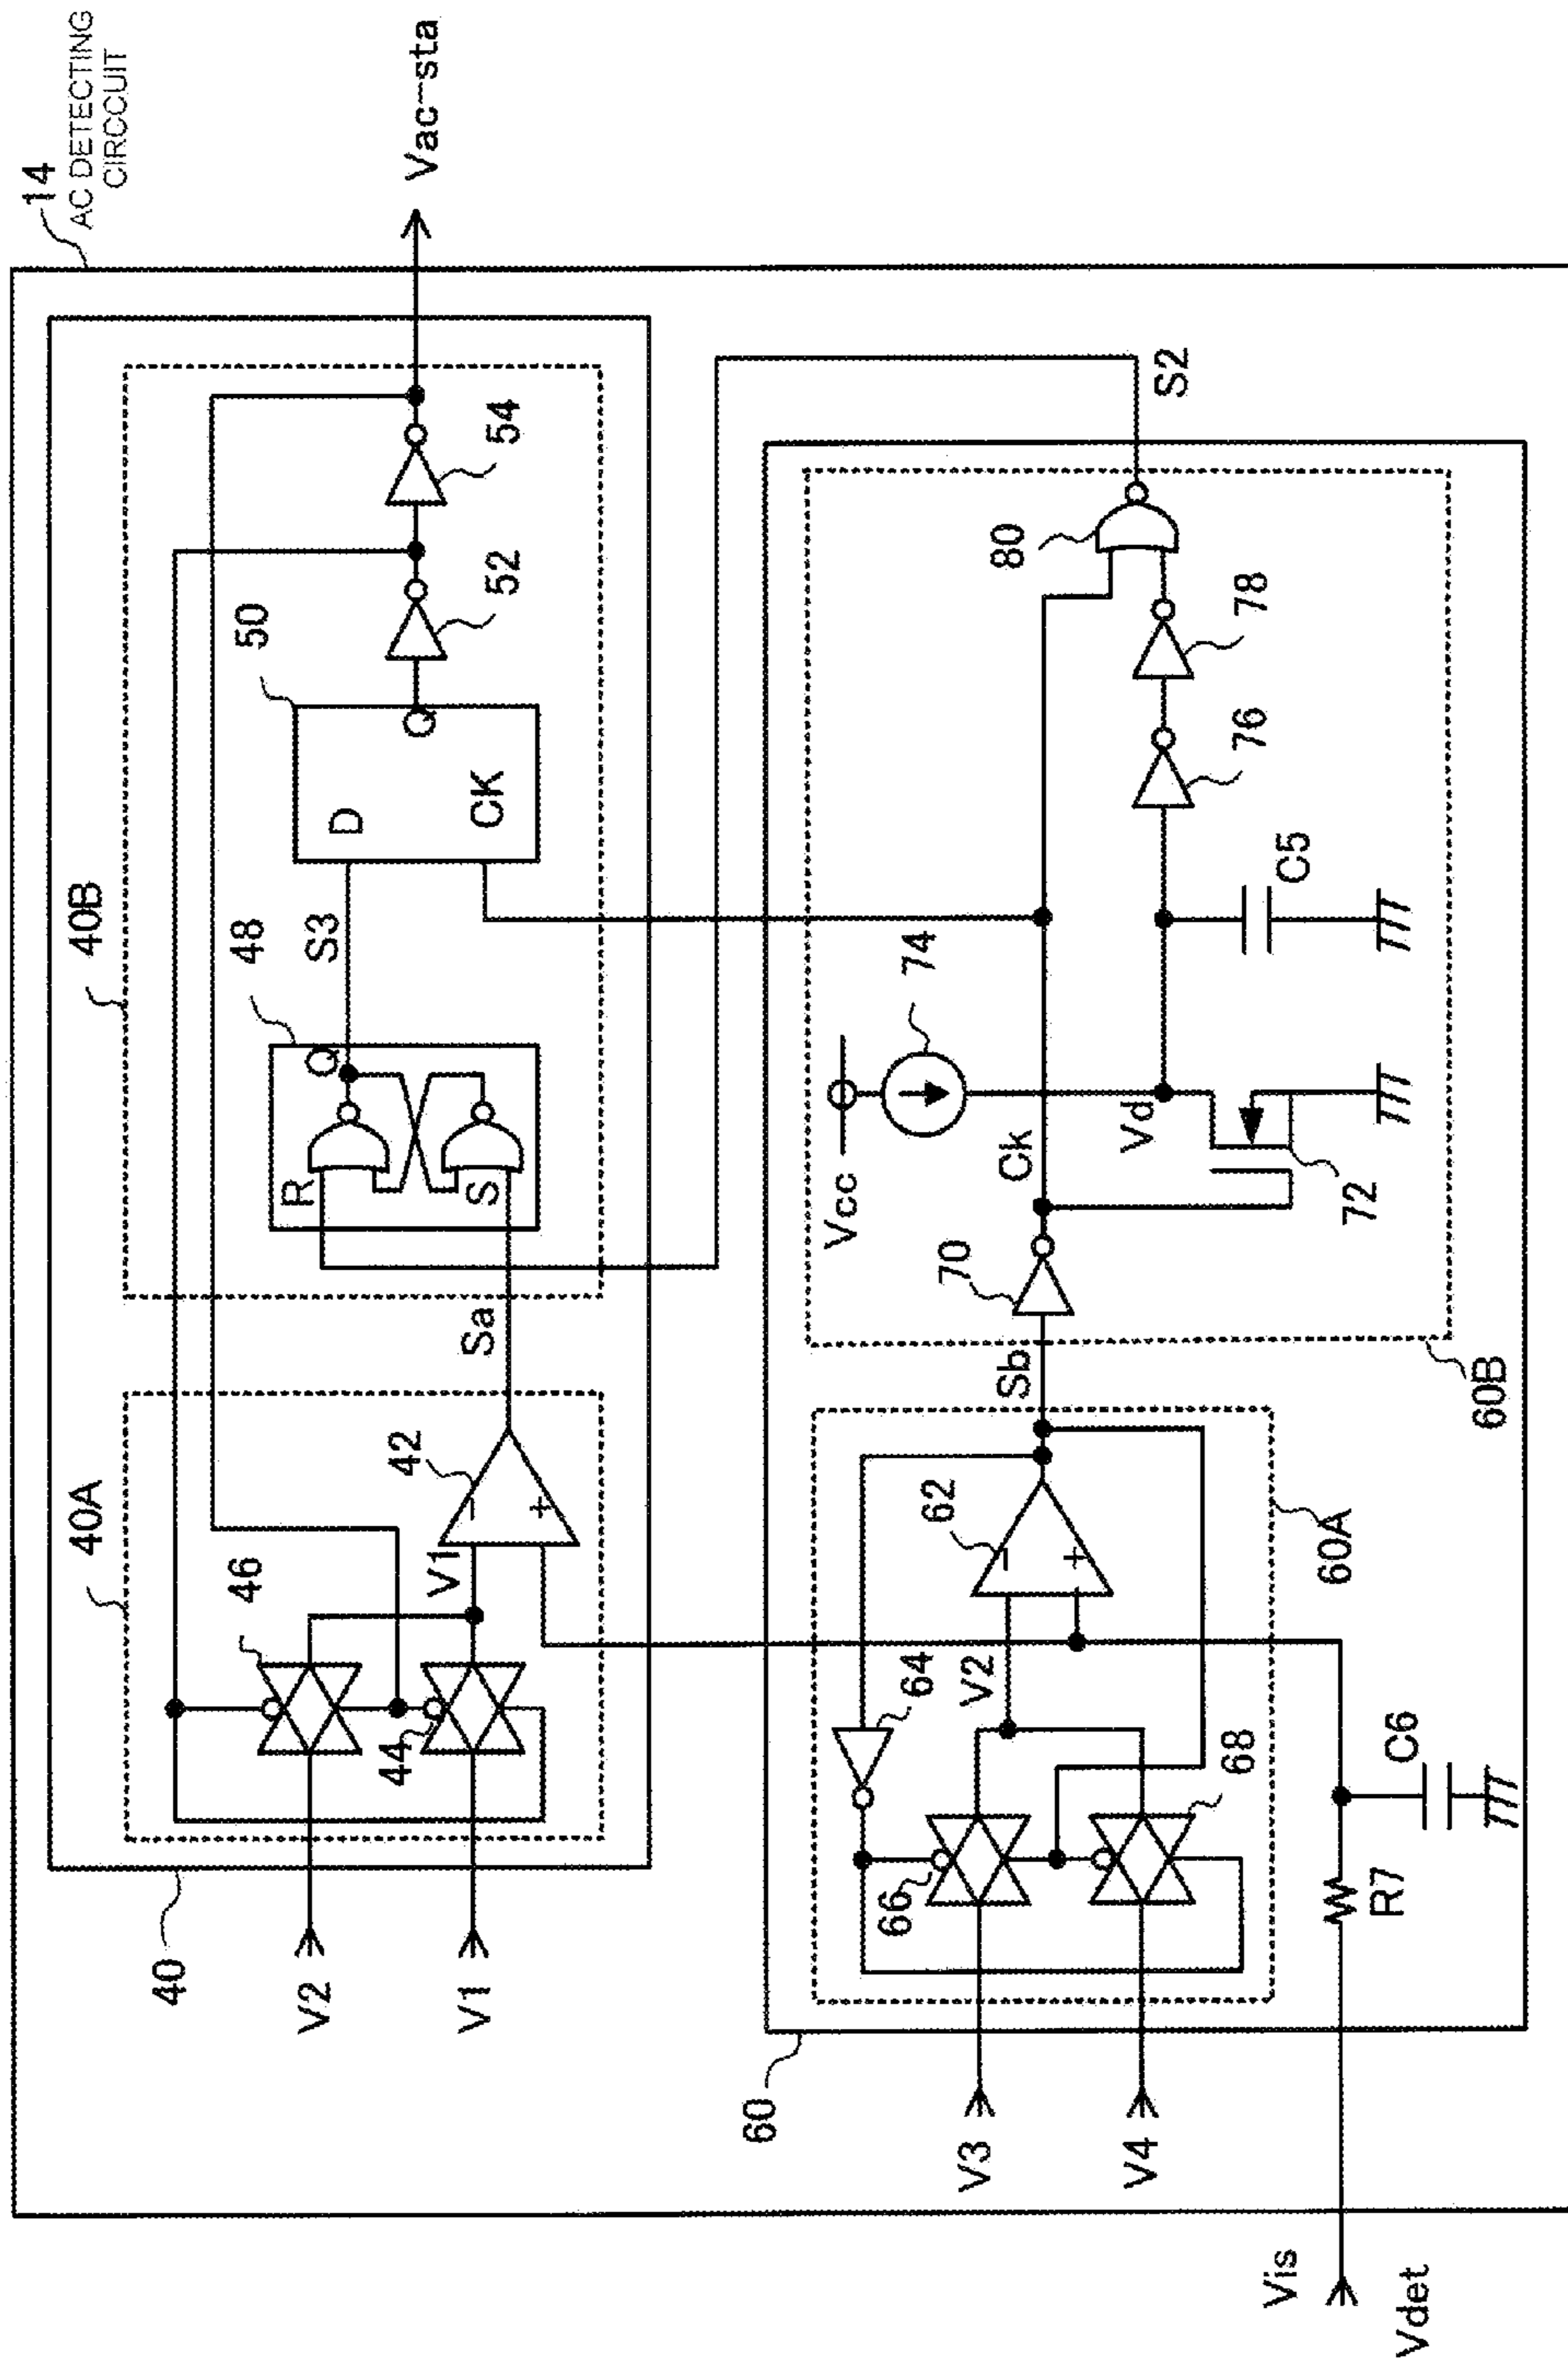 14
AC DETECTING
CIRCCUIT
Vac-sta
40
40A
40B
V2
V1
46
44
V1
42
-
+
Sa
48
R
S
Q
S3
50
D
CK
Q
52
54
S2
60
60A
V3
V4
66
68
64
V2
62
-
+
Sb
60B
70
Ck
Vcc
74
Vd
72
C5
76
78
80
Vis
Vdet
R7
C6